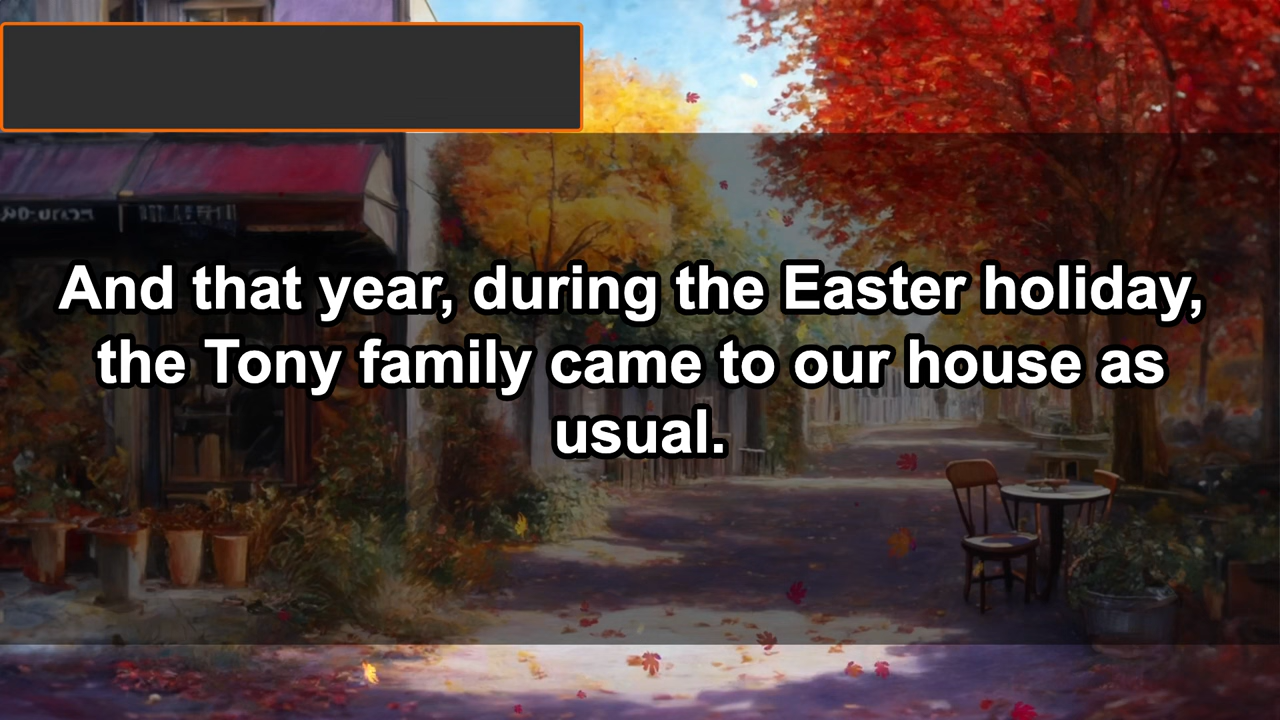 And that year, during the Easter holiday,
the Tony family came to our house as
usual.